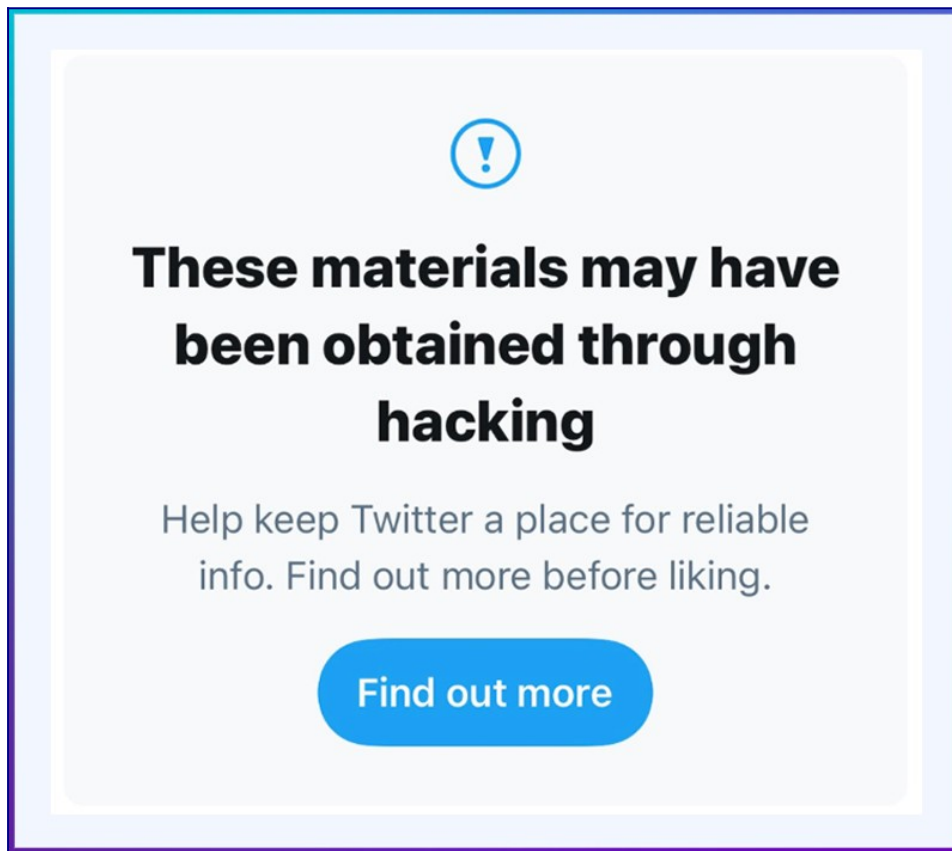 These materials may have
been obtained through
hacking
Help keep Twitter a place for reliable
info. Find out more before liking.
Find out more